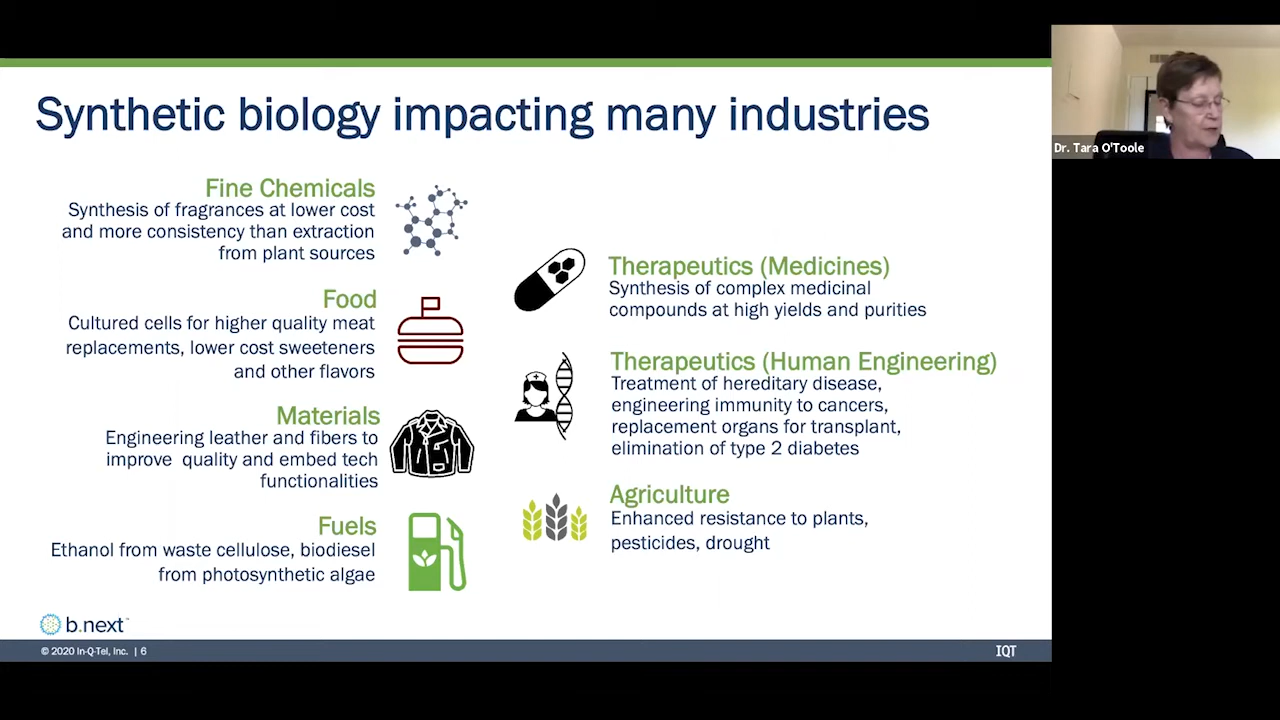 Synthetic biology impacting many industries
Fine Chemicals
Synthesis of fragrances at lower cost
and more consistency than extraction
from plant sources
Food
Cultured cells for higher quality meat
replacements, lower cost sweeteners
and other flavors
Materials
Engineering leather and fibers to
improve quality and embed tech
functionalities
Fuels
Ethanol from waste cellulose, biodiesel
from photosynthetic algae
Therapeutics (Medicines)
Synthesis of complex medicinal
compounds at high yields and purities
Therapeutics (Human Engineering)
Treatment of hereditary disease,
engineering immunity to cancers,
replacement organs for transplant,
elimination of type 2 diabetes
Agriculture
Enhanced resistance to plants,
pesticides, drought
b.next™
© 2020 In-Q-Tel, Inc. | 6
IQT
Dr. Tara O'Toole